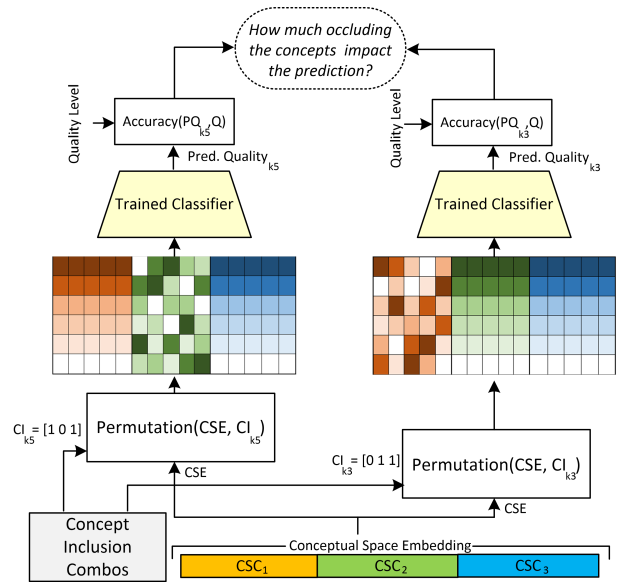 How much occluding
the concepts impact
the prediction?
Quality Level
Accuracy(PQk5,Q)
Quality Level
Accuracy(PQk3,Q)
Pred. Qualityk5
Pred. Qualityk3
Trained Classifier
Trained Classifier
CIk5= [1 0 1]
Permutation(CSE, CIk5)
CIk3= [0 1 1]
Permutation(CSE, CIk3)
CSE
CSE
Concept
Inclusion
Combos
Conceptual Space Embedding
CSC1
CSC2
CSC3